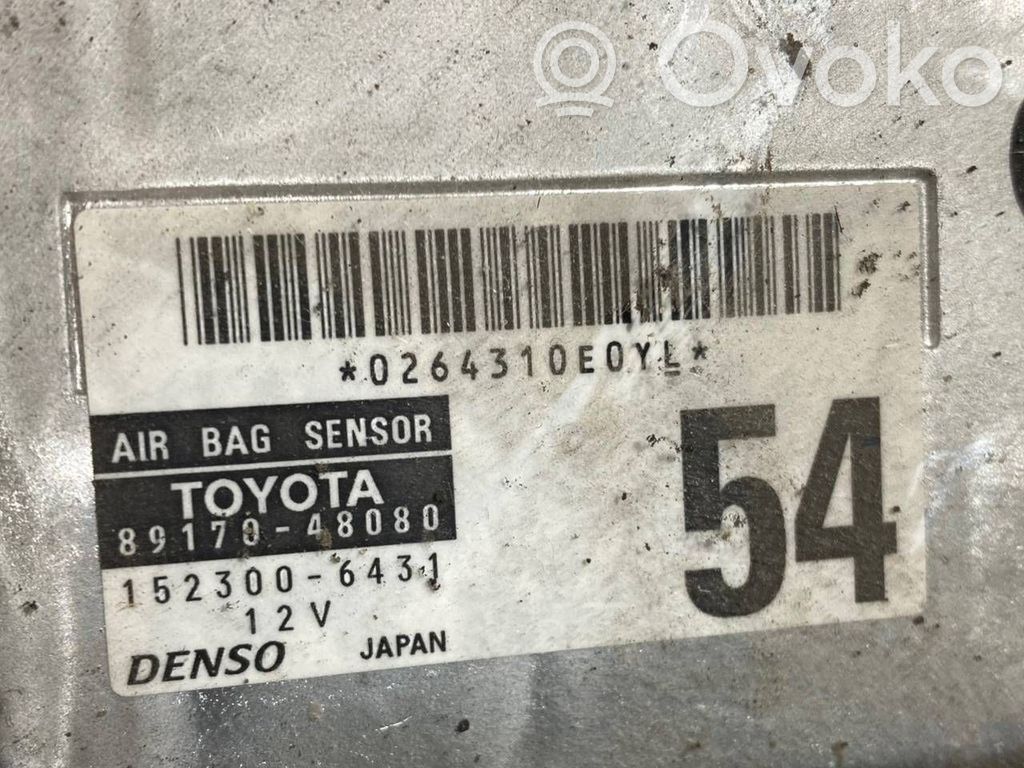 Ovoko
*0264310E0YL*
AIR BAG SENSOR
TOYOTA
89170-48080
152300-6431
12V
DENSO JAPAN
54